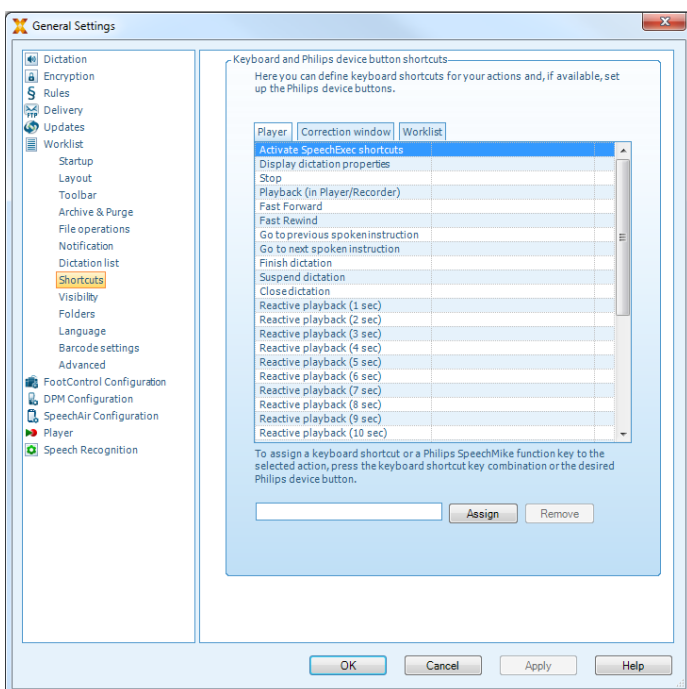 General Settings
Dictation
Encryption
Rules
Delivery
Updates
Worklist
Startup
Layout
Toolbar
Archive & Purge
File operations
Notification
Dictation list
Shortcuts
Visibility
Folders
Language
Barcode settings
Advanced
FootControl Configuration
DPM Configuration
SpeechAir Configuration
Player
Speech Recognition
Keyboard and Philips device button shortcuts
Here you can define keyboard shortcuts for your actions and, if available, set
up the Philips device buttons.
Player Correction window Worklist
Activate SpeechExec shortcuts
Display dictation properties
Stop
Playback (in Player/Recorder)
Fast Forward
Fast Rewind
Go to previous spoken instruction
Go to next spoken instruction
Finish dictation
Suspend dictation
Close dictation
Reactive playback (1 sec)
Reactive playback (2 sec)
Reactive playback (3 sec)
Reactive playback (4 sec)
Reactive playback (5 sec)
Reactive playback (6 sec)
Reactive playback (7 sec)
Reactive playback (8 sec)
Reactive playback (9 sec)
Reactive playback (10 sec)
To assign a keyboard shortcut or a Philips SpeechMike function key to the
selected action, press the keyboard shortcut key combination or the desired
Philips device button.
Assign Remove
OK Cancel Apply Help